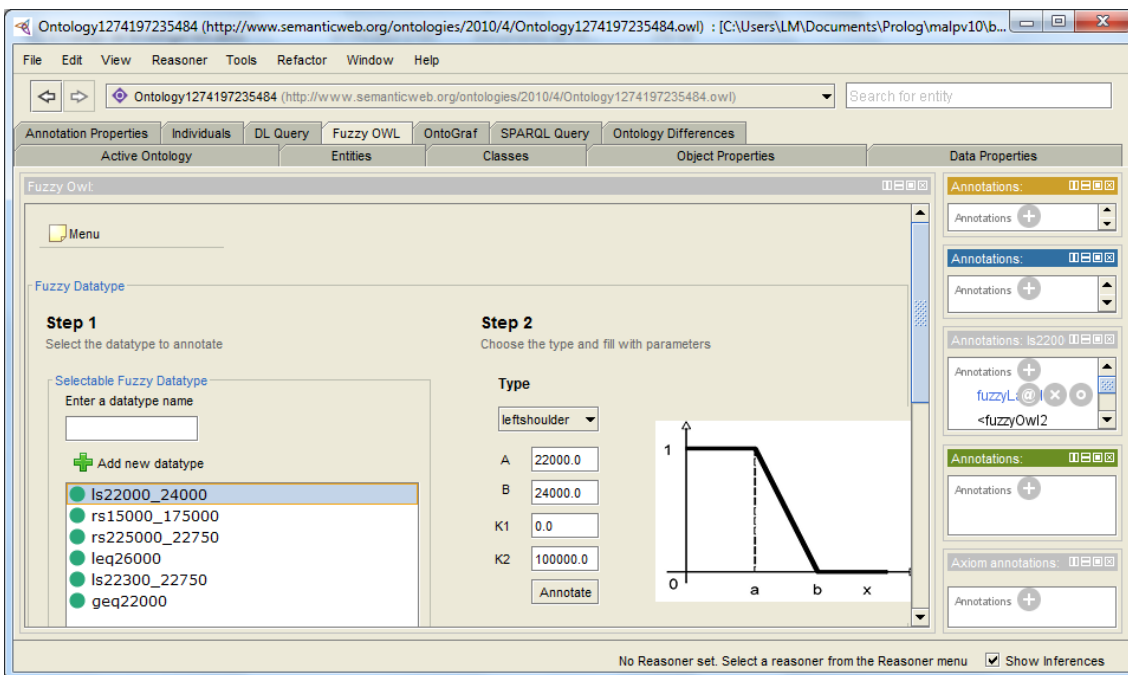 Ontology1274197235484 (http://www.semanticweb.org/ontologies/2010/4/Ontology1274197235484.owl) : [C:\Users\LM\Documents\Prolog\malpv10\b...
File Edit View Reasoner Tools Refactor Window Help
Ontology1274197235484 (http://www.semanticweb.org/ontologies/2010/4/Ontology1274197235484.owl) Search for entity
Annotation Properties Individuals DL Query Fuzzy OWL OntoGraf SPARQL Query Ontology Differences
Active Ontology Entities Classes Object Properties Data Properties
Fuzzy Owl:
Menu
Fuzzy Datatype
Step 1
Select the datatype to annotate
Selectable Fuzzy Datatype
Enter a datatype name
Add new datatype
ls22000_24000
rs15000_175000
rs225000_22750
leq26000
ls22300_22750
geq22000
Step 2
Choose the type and fill with parameters
Type
leftshoulder
A 22000.0
B 24000.0
K1 0.0
K2 100000.0
Annotate
1
0 a b x
Annotations:
Annotations
Annotations:
Annotations
Annotations: ls2200
Annotations
<fuzzyOwl2
Annotations:
Annotations
Axiom annotations:
Annotations
No Reasoner set. Select a reasoner from the Reasoner menu Show Inferences